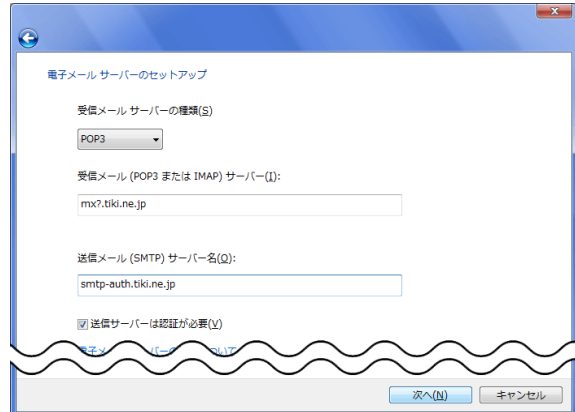 電子メール サーバーのセットアップ
受信メール サーバーの種類(S)
POP3
受信メール (POP3 または IMAP) サーバー(I):
mx?.tiki.ne.jp
送信メール (SMTP) サーバー名(O):
smtp-auth.tiki.ne.jp
送信サーバーは認証が必要(V)
次へ(N)
キャンセル